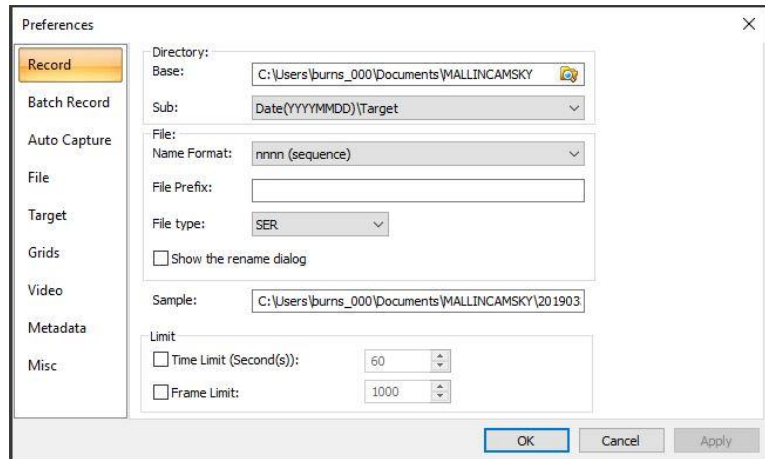 Preferences
Record
Batch Record
Auto Capture
File
Target
Grids
Video
Metadata
Misc
Directory:
Base: C:\Users\burns_000\Documents\MALLINCAMSKY
Sub: Date(YYYYMMDD)\Target
File:
Name Format: nnnn (sequence)
File Prefix:
File type: SER
Show the rename dialog
Sample: C:\Users\burns_000\Documents\MALLINCAMSKY\201903
Limit
Time Limit (Second(s)): 60
Frame Limit: 1000
OK Cancel Apply